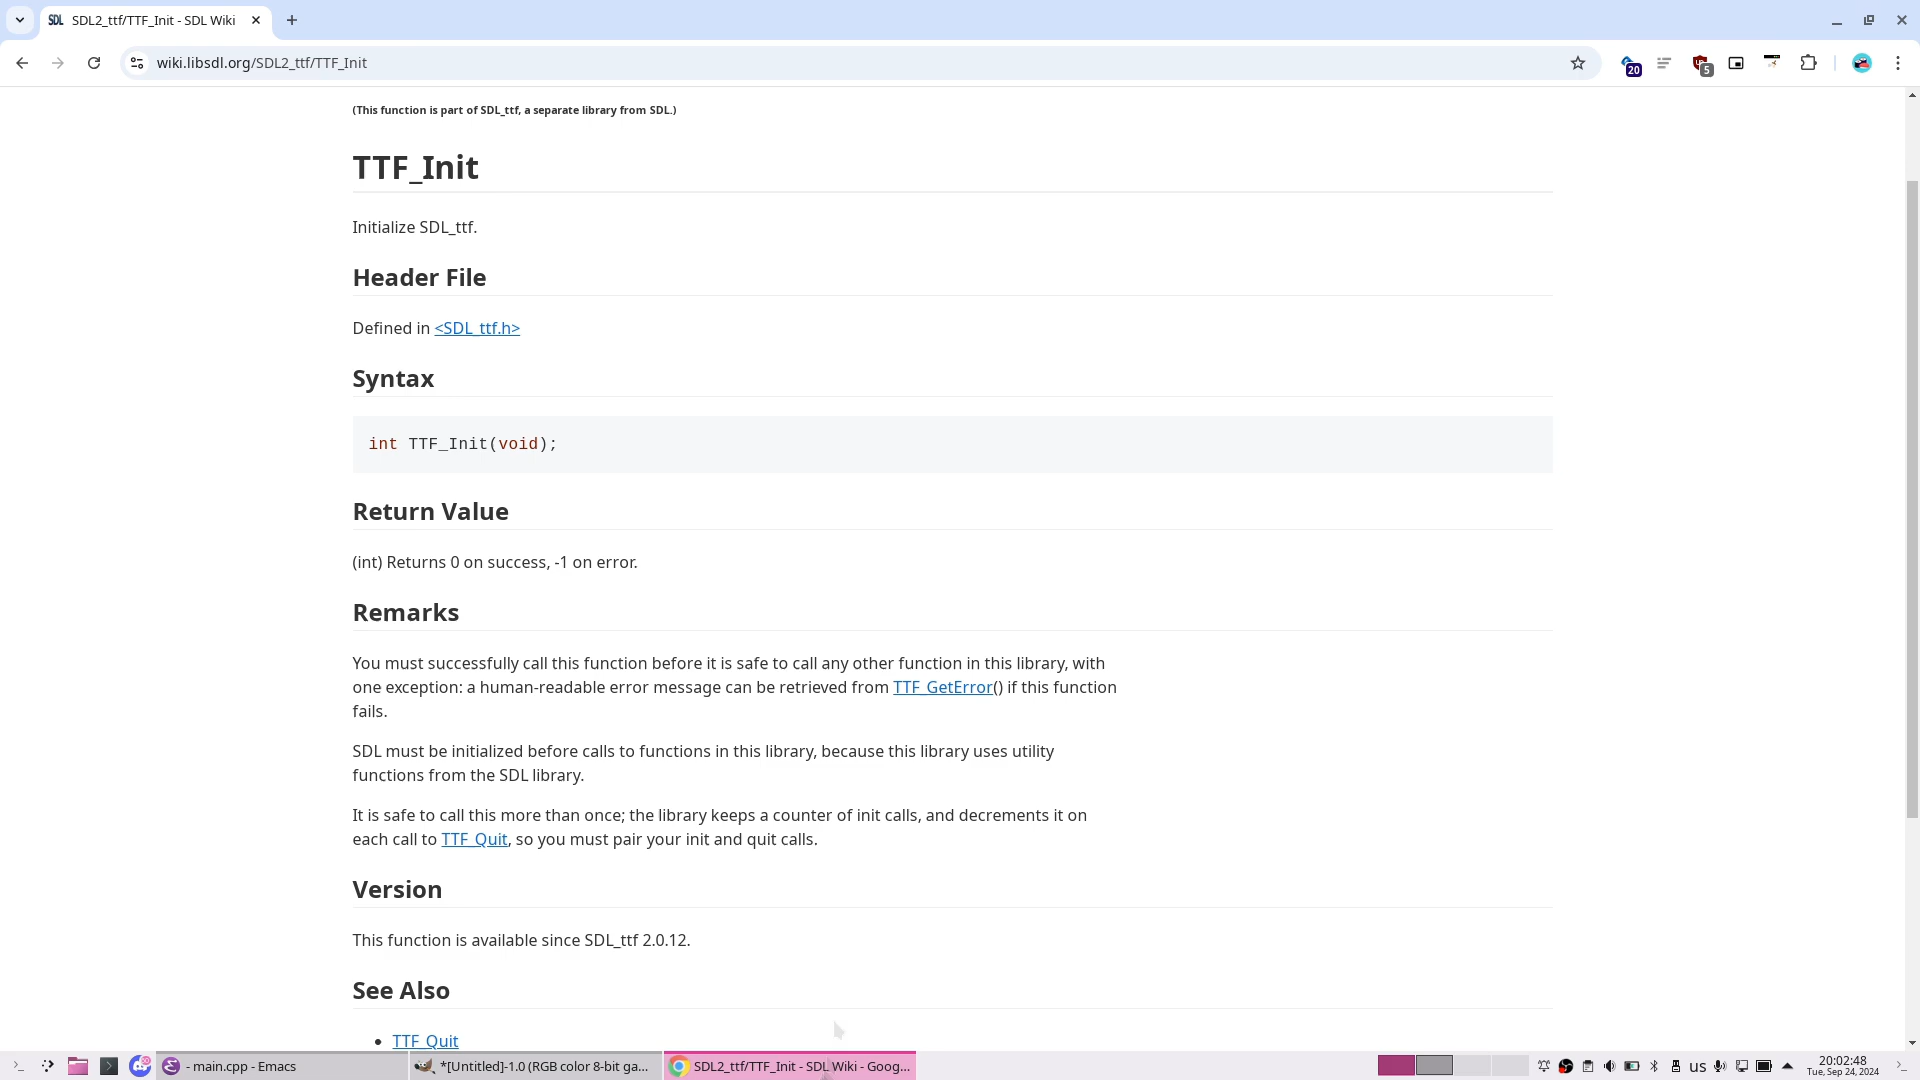 SDL2_ttf/TTF_Init - SDL Wiki
wiki.libsdl.org/SDL2_ttf/TTF_Init
20
5
(This function is part of SDL_ttf, a separate library from SDL.)
TTF_Init
Initialize SDL_ttf.
Header File
Defined in <SDL_ttf.h>
Syntax
int TTF_Init(void);
Return Value
(int) Returns 0 on success, -1 on error.
Remarks
You must successfully call this function before it is safe to call any other function in this library, with
one exception: a human-readable error message can be retrieved from TTF_GetError() if this function
fails.
SDL must be initialized before calls to functions in this library, because this library uses utility
functions from the SDL library.
It is safe to call this more than once; the library keeps a counter of init calls, and decrements it on
each call to TTF_Quit, so you must pair your init and quit calls.
Version
This function is available since SDL_ttf 2.0.12.
See Also
TTF_Quit
- main.cpp - Emacs
*[Untitled]-1.0 (RGB color 8-bit ga...
SDL2_ttf/TTF_Init - SDL Wiki - Goog...
us
20:02:48
Tue, Sep 24, 2024